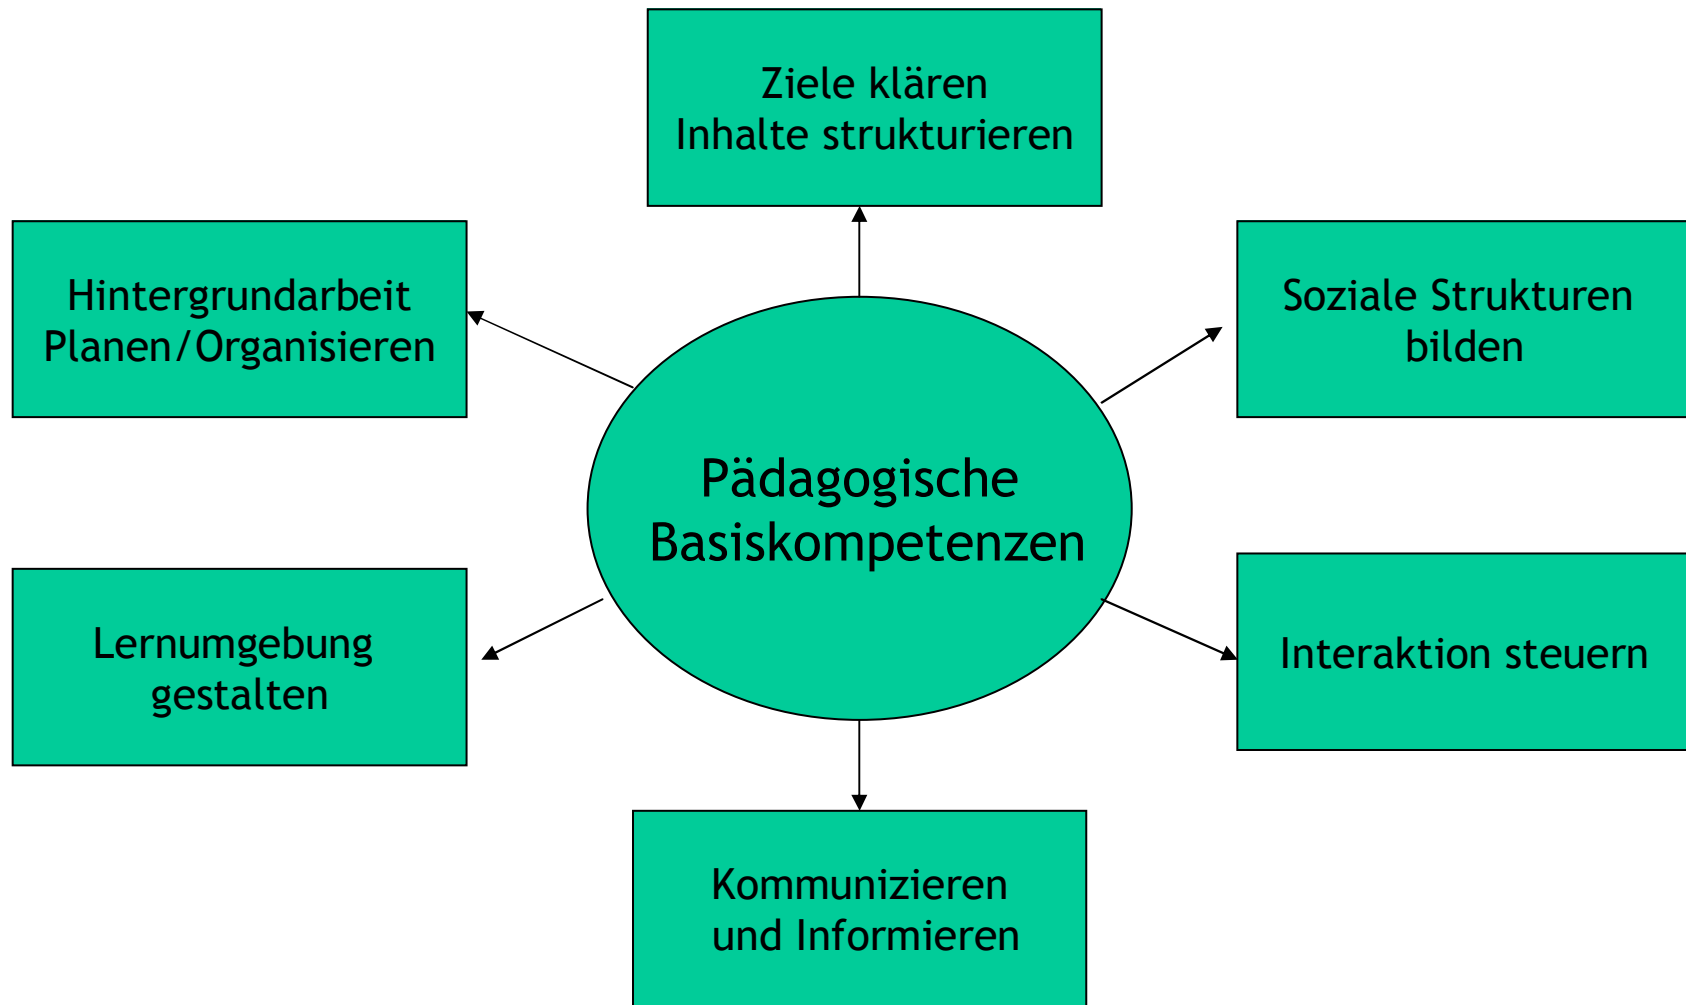 Ziele klären
Inhalte strukturieren
Hintergrundarbeit
Planen/Organisieren
Soziale Strukturen
bilden
Pädagogische
Basiskompetenzen
Lernumgebung
gestalten
Interaktion steuern
Kommunizieren
und Informieren